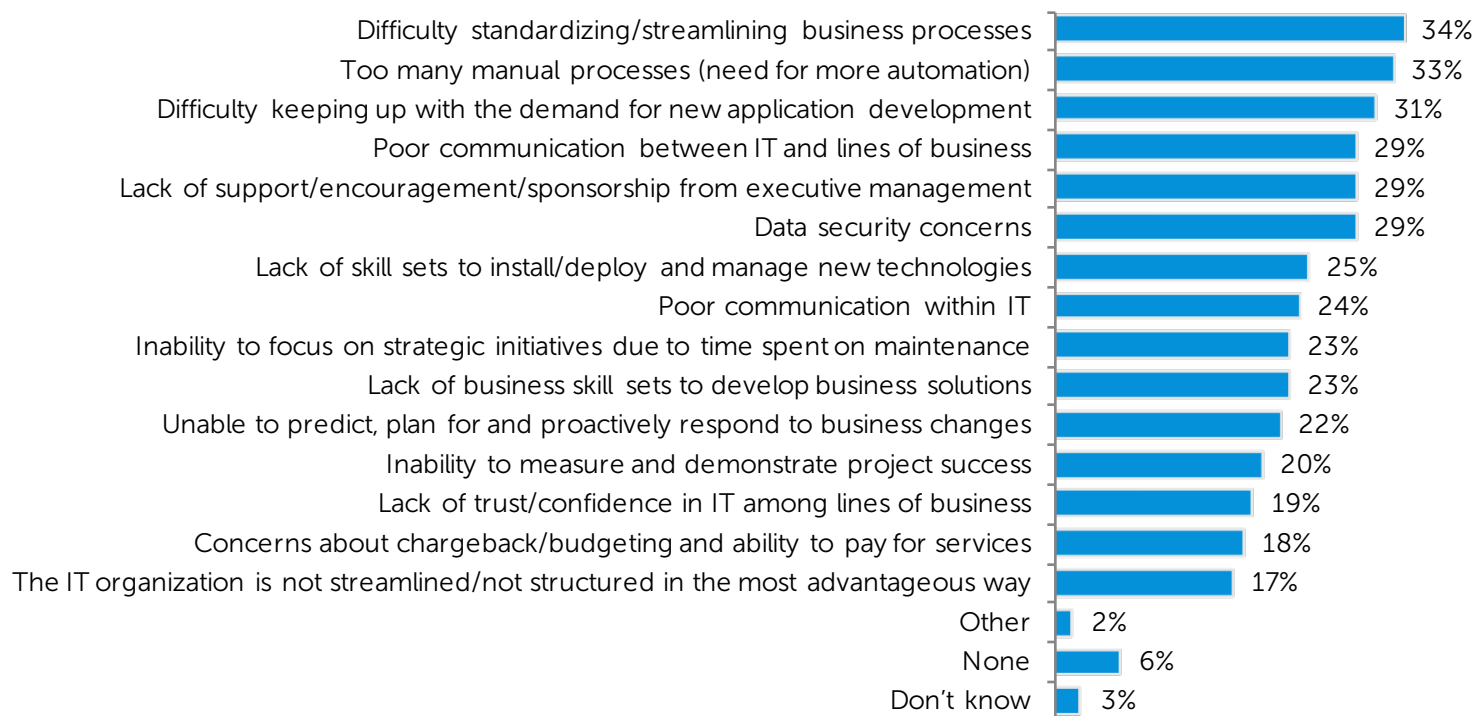 Difficulty standardizing/streamlining business processes 34%
Too many manual processes (need for more automation) 33%
Difficulty keeping up with the demand for new application development 31%
Poor communication between IT and lines of business 29%
Lack of support/encouragement/sponsorship from executive management 29%
Data security concerns 29%
Lack of skill sets to install/deploy and manage new technologies 25%
Poor communication within IT 24%
Inability to focus on strategic initiatives due to time spent on maintenance 23%
Lack of business skill sets to develop business solutions 23%
Unable to predict, plan for and proactively respond to business changes 22%
Inability to measure and demonstrate project success 20%
Lack of trust/confidence in IT among lines of business 19%
Concerns about chargeback/budgeting and ability to pay for services 18%
The IT organization is not streamlined/not structured in the most advantageous way 17%
Other 2%
None 6%
Don’t know 3%